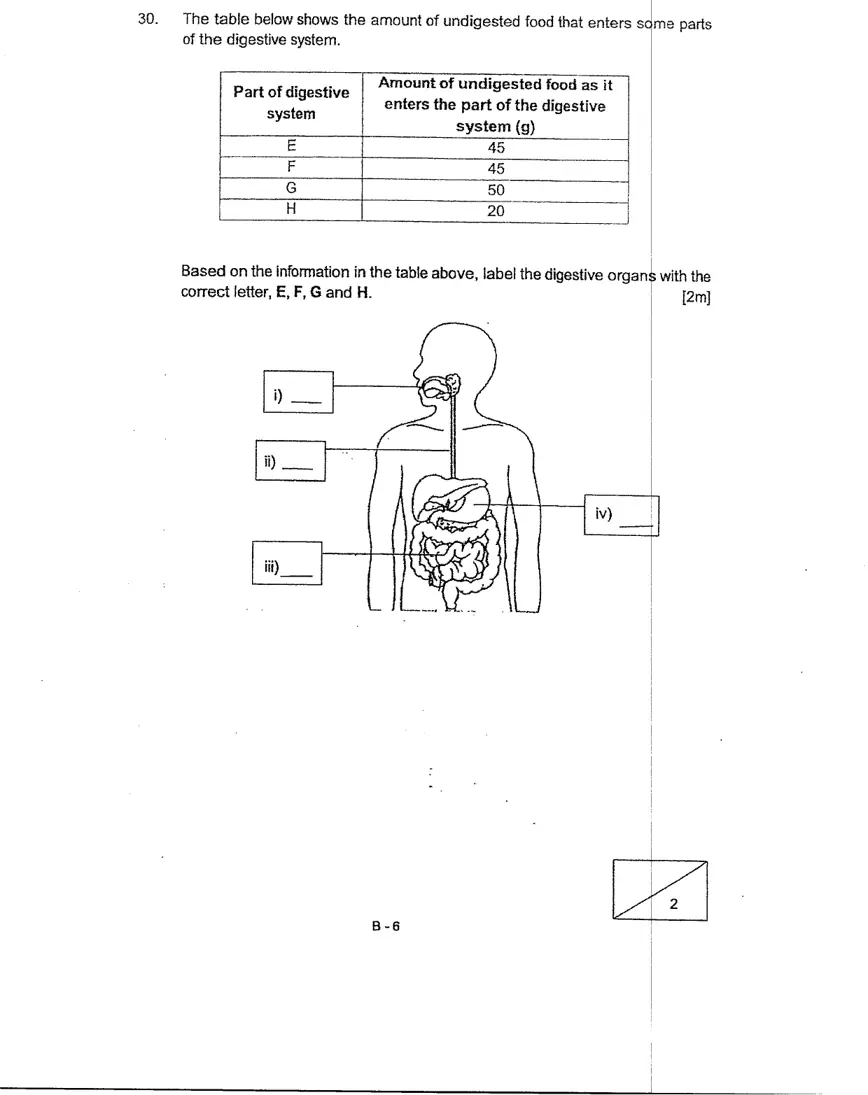 30. The table below shows the amount of undigested food that enters some parts
of the digestive system.
Part of digestive system
Amount of undigested food as it enters the part of the digestive system (g)
E 45
F 45
G 50
H 20
Based on the information in the table above, label the digestive organs with the
correct letter, E, F, G and H. [2m]
i) ___
ii) ___
iv) ___
iii) ___
2
B - 6